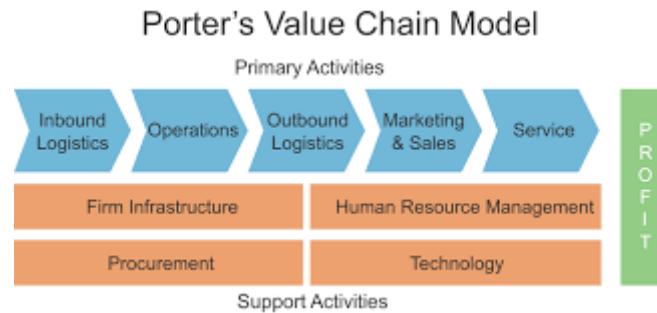 Porter's Value Chain Model
Primary Activities
Inbound
Logistics
Operations
Outbound
Logistics
Marketing
& Sales
Service
PROFIT
Firm Infrastructure
Human Resource Management
Procurement
Technology
Support Activities